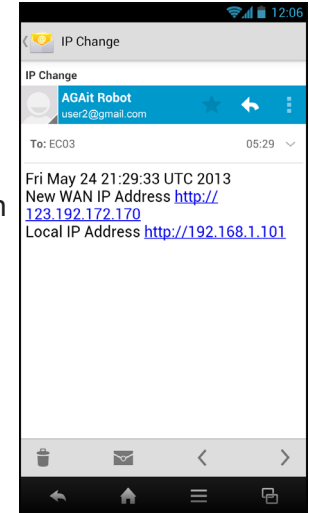 12:06
IP Change
IP Change
AGAit Robot
user2@gmail.com
To: EC03 05:29
Fri May 24 21:29:33 UTC 2013
New WAN IP Address http://
123.192.172.170
Local IP Address http://192.168.1.101